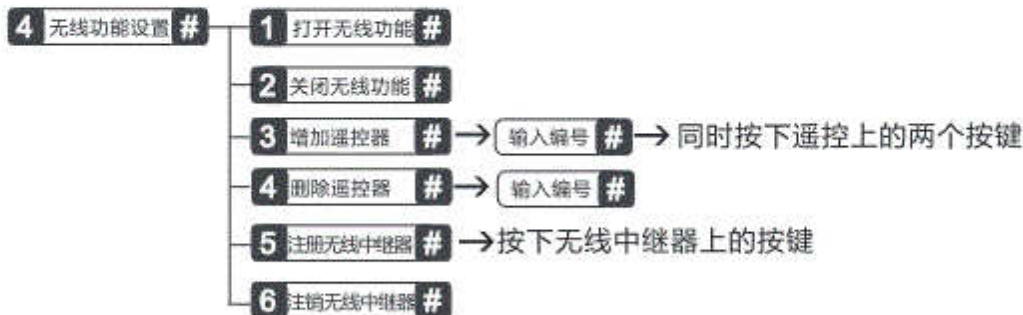 4 无线功能设置 #
1 打开无线功能 #
2 关闭无线功能 #
3 增加遥控器 # → 输入编号 # → 同时按下遥控上的两个按键
4 删除遥控器 # → 输入编号 #
5 注册无线中继器 # → 按下无线中继器上的按键
6 注销无线中继器 #